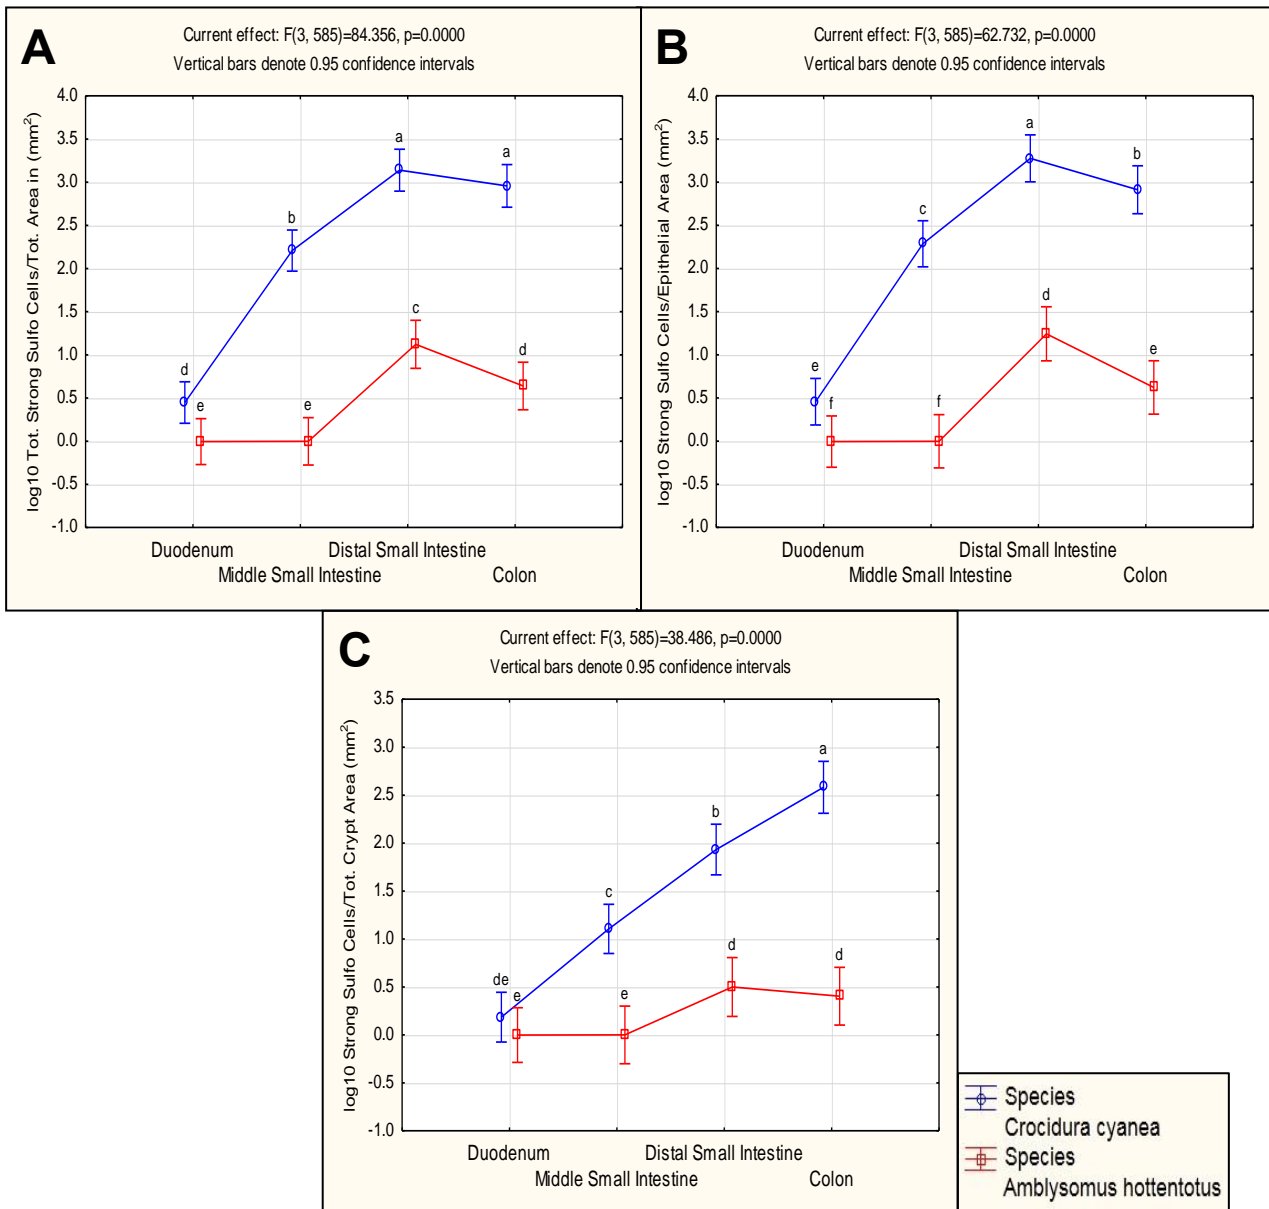 A
Current effect: F(3, 585)=84.356, p=0.0000
Vertical bars denote 0.95 confidence intervals
log10 Tot. Strong Sulfo Cells/Tot. Area in (mm²)
4.0
3.5
3.0
2.5
2.0
1.5
1.0
0.5
0.0
-0.5
-1.0
d
b
a
a
e
e
c
d
Duodenum
Middle Small Intestine
Distal Small Intestine
Colon
B
Current effect: F(3, 585)=62.732, p=0.0000
Vertical bars denote 0.95 confidence intervals
log10 Strong Sulfo Cells/Epithelial Area (mm²)
4.0
3.5
3.0
2.5
2.0
1.5
1.0
0.5
0.0
-0.5
-1.0
e
c
a
b
f
f
d
e
Duodenum
Middle Small Intestine
Distal Small Intestine
Colon
C
Current effect: F(3, 585)=38.486, p=0.0000
Vertical bars denote 0.95 confidence intervals
log10 Strong Sulfo Cells/Tot. Crypt Area (mm²)
3.5
3.0
2.5
2.0
1.5
1.0
0.5
0.0
-0.5
-1.0
de
c
b
a
e
e
d
d
Duodenum
Middle Small Intestine
Distal Small Intestine
Colon
Species
Crocidura cyanea
Species
Amblysomus hottentotus